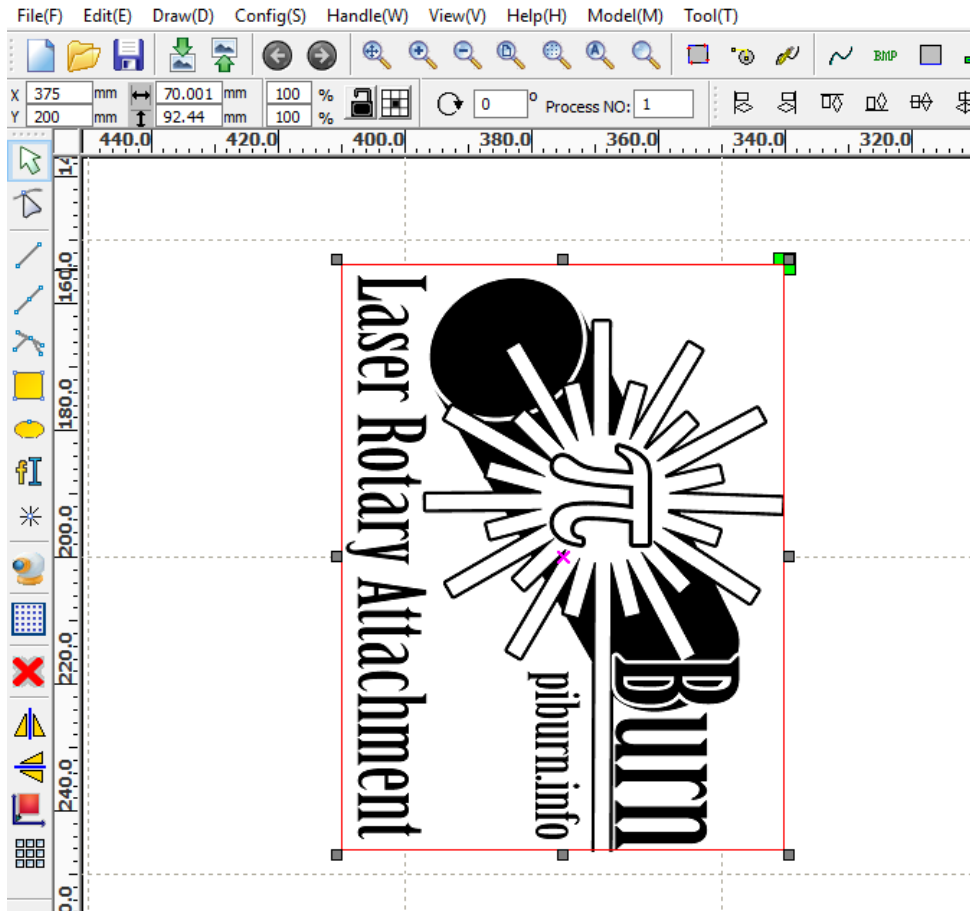 File(F) Edit(E) Draw(D) Config(S) Handle(W) View(V) Help(H) Model(M) Tool(T)
BMP
X 375 mm 70.001 mm 100 %
Y 200 mm 92.44 mm 100 %
0 ° Process NO: 1
440.0 420.0 400.0 380.0 360.0 340.0 320.0
160.0
180.0
200.0
220.0
240.0
Laser Rotary Attachment
π
Burn
piburn.info